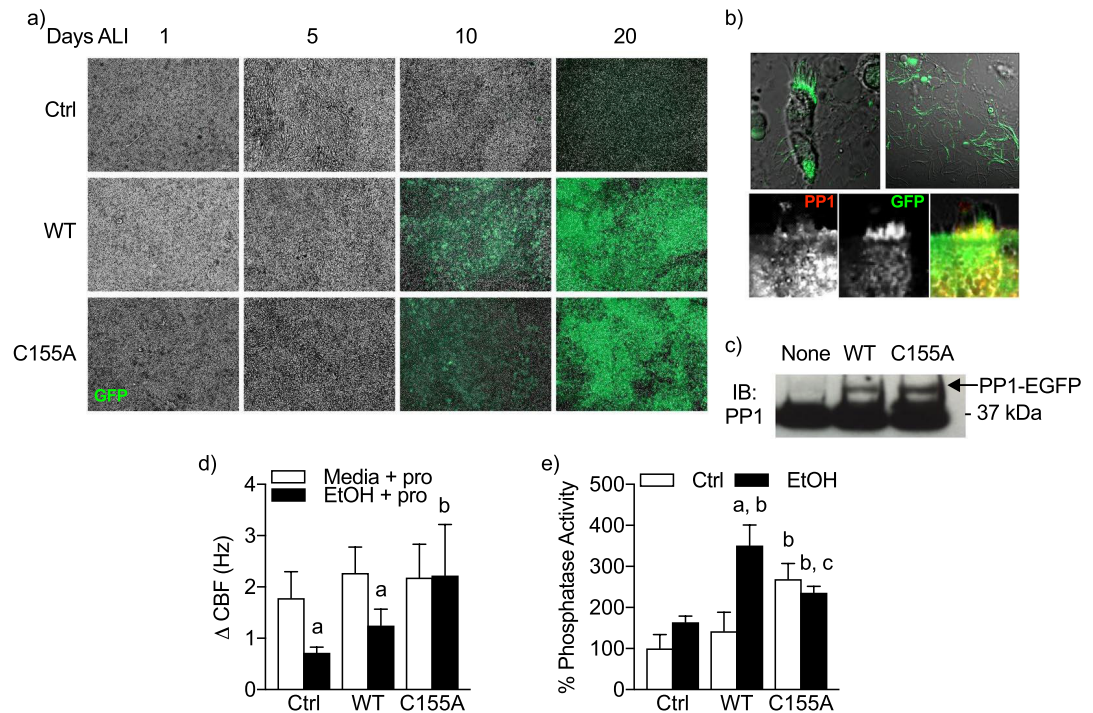 a)
Days ALI 1 5 10 20
Ctrl
WT
C155A
GFP
b)
PP1 GFP
c)
None WT C155A
IB:
PP1
PP1-EGFP
- 37 kDa
d)
Media + pro
EtOH + pro
Δ CBF (Hz)
4
3
2
1
0
a
a
b
Ctrl WT C155A
e)
Ctrl EtOH
% Phosphatase Activity
500
400
300
200
100
0
a, b
b
b, c
Ctrl WT C155A